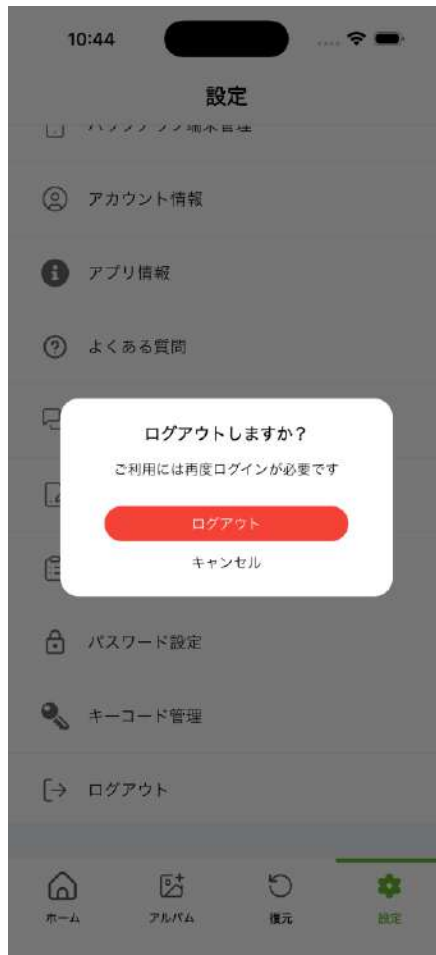 10:44
設定
アカウント情報
アプリ情報
よくある質問
ログアウトしますか？
ご利用には再度ログインが必要です
ログアウト
キャンセル
パスワード設定
キーコード管理
ログアウト
ホーム
アルバム
復元
設定